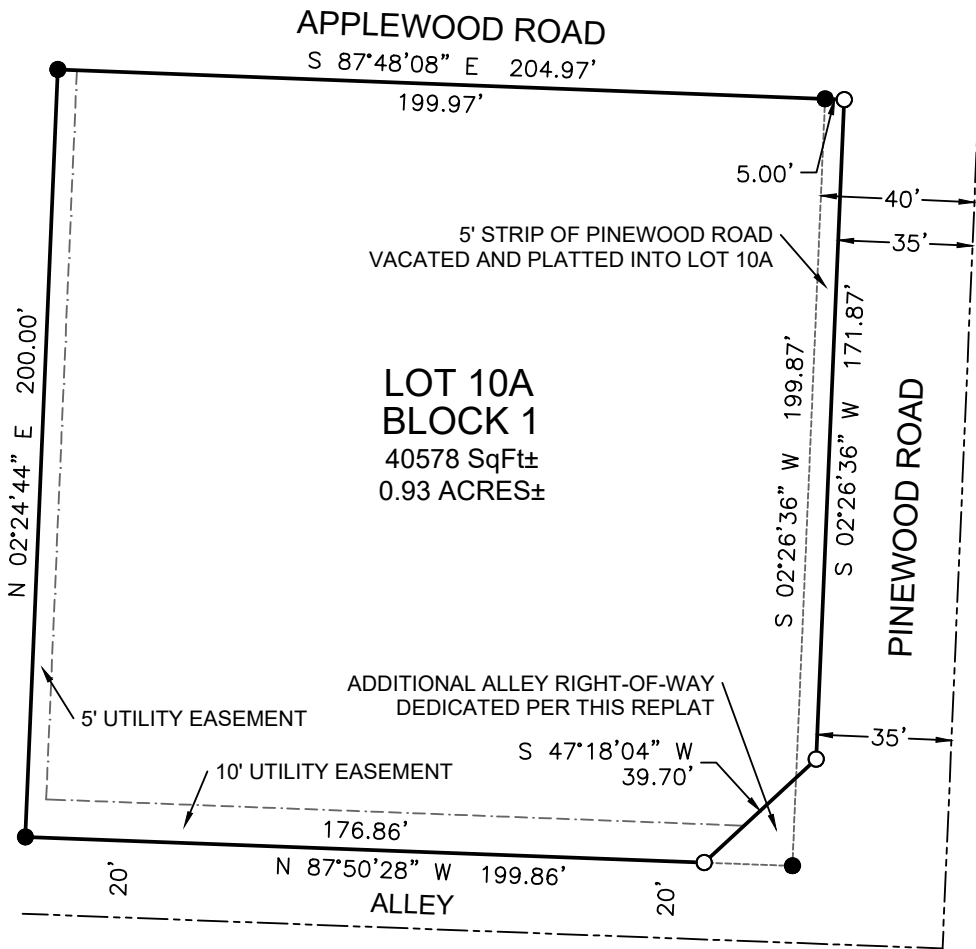 APPLEWOOD ROAD
S 87°48'08" E 204.97'
199.97'
5.00'
40'
35'
5' STRIP OF PINEWOOD ROAD
VACATED AND PLATTED INTO LOT 10A
N 02°24'44" E 200.00'
LOT 10A
BLOCK 1
40578 SqFt±
0.93 ACRES±
S 02°26'36" W 199.87'
S 02°26'36" W 171.87'
PINEWOOD ROAD
ADDITIONAL ALLEY RIGHT-OF-WAY
DEDICATED PER THIS REPLAT
5' UTILITY EASEMENT
S 47°18'04" W
39.70'
35'
10' UTILITY EASEMENT
176.86'
N 87°50'28" W 199.86'
20'
20'
ALLEY